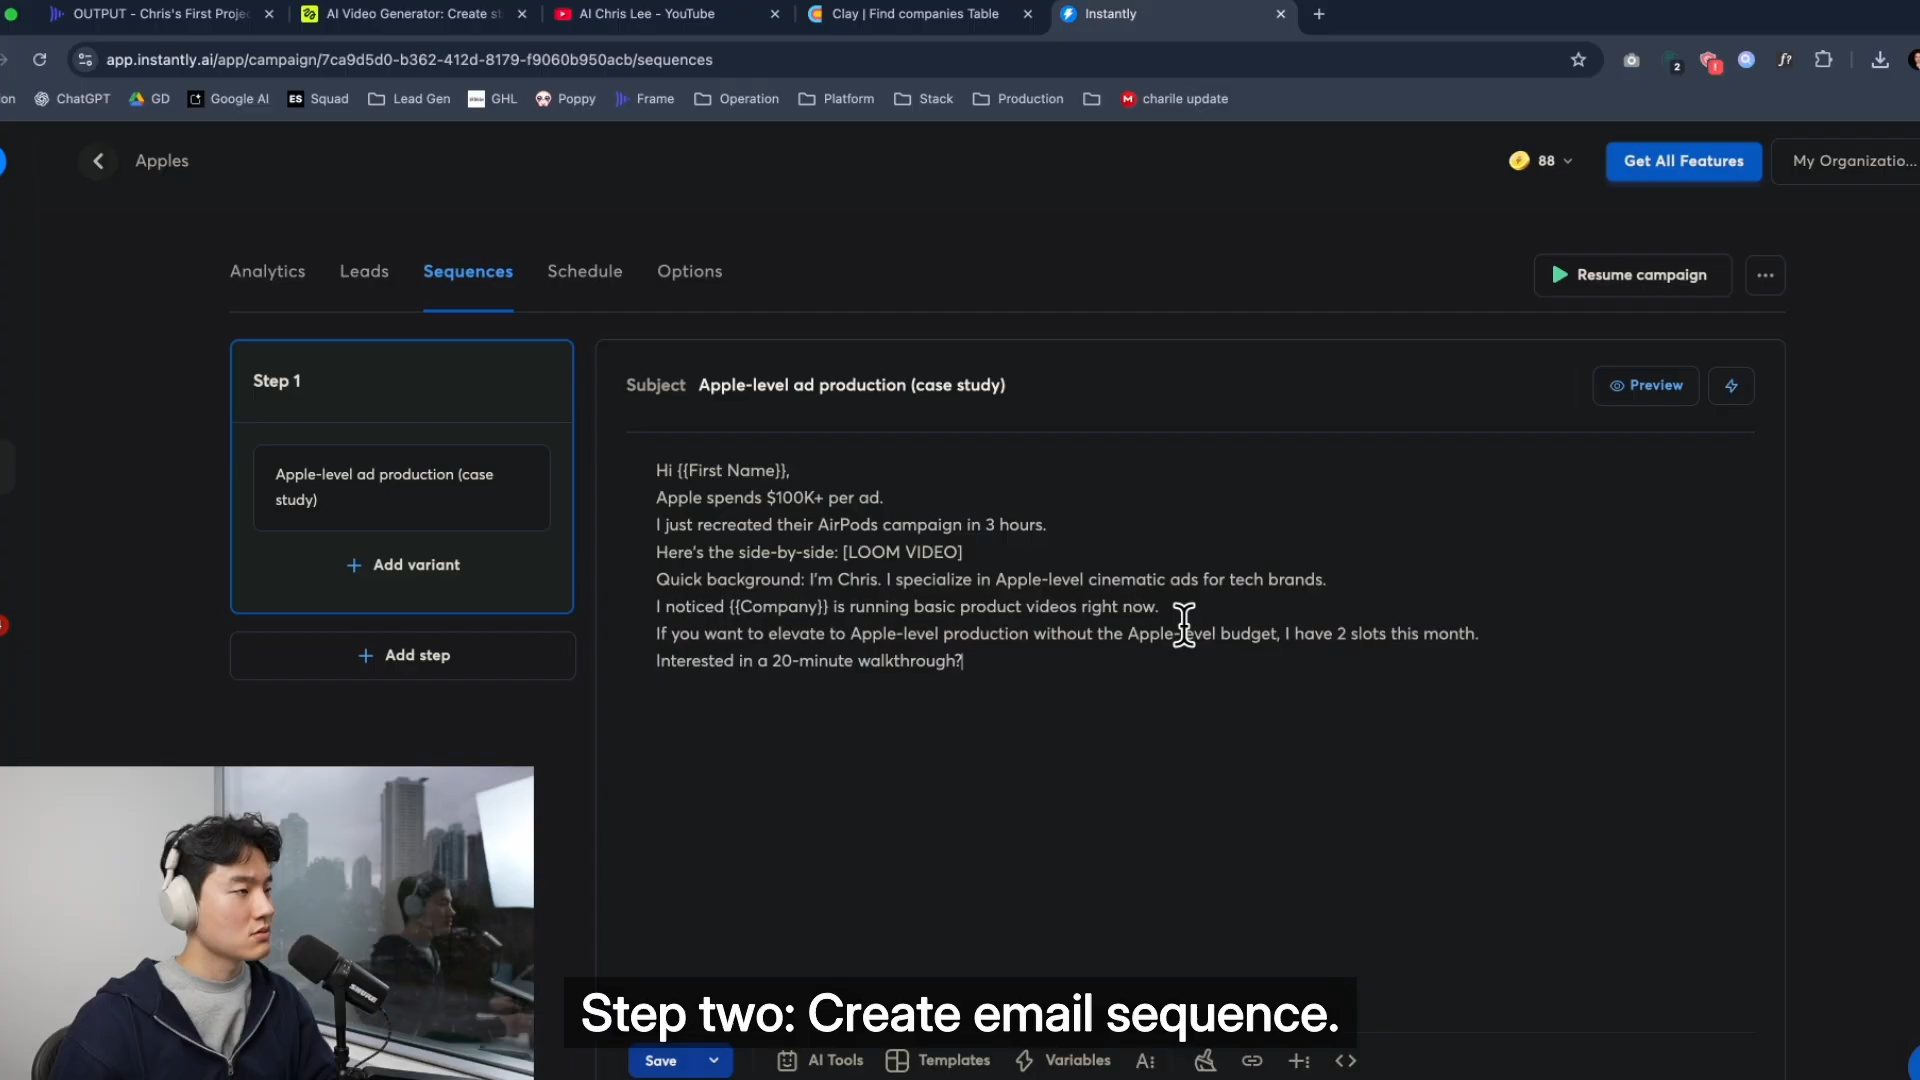 OUTPUT - Chris's First Projec
AI Video Generator: Create st
AI Chris Lee - YouTube
Clay | Find companies Table
Instantly
app.instantly.ai/app/campaign/7ca9d5d0-b362-412d-8179-f9060b950acb/sequences
2
f?
on
ChatGPT
GD
Google AI
ES Squad
Lead Gen
GHL
Poppy
Frame
Operation
Platform
Stack
Production
charile update
Apples
88
Get All Features
My Organizatio...
Analytics
Leads
Sequences
Schedule
Options
Resume campaign
Step 1
Apple-level ad production (case
study)
Add variant
Add step
Subject Apple-level ad production (case study)
Preview
Hi {{First Name}},
Apple spends $100K+ per ad.
I just recreated their AirPods campaign in 3 hours.
Here's the side-by-side: [LOOM VIDEO]
Quick background: I'm Chris. I specialize in Apple-level cinematic ads for tech brands.
I noticed {{Company}} is running basic product videos right now.
If you want to elevate to Apple-level production without the Apple-level budget, I have 2 slots this month.
Interested in a 20-minute walkthrough?
SHURE
Step two: Create email sequence.
Save
AI Tools
Templates
Variables